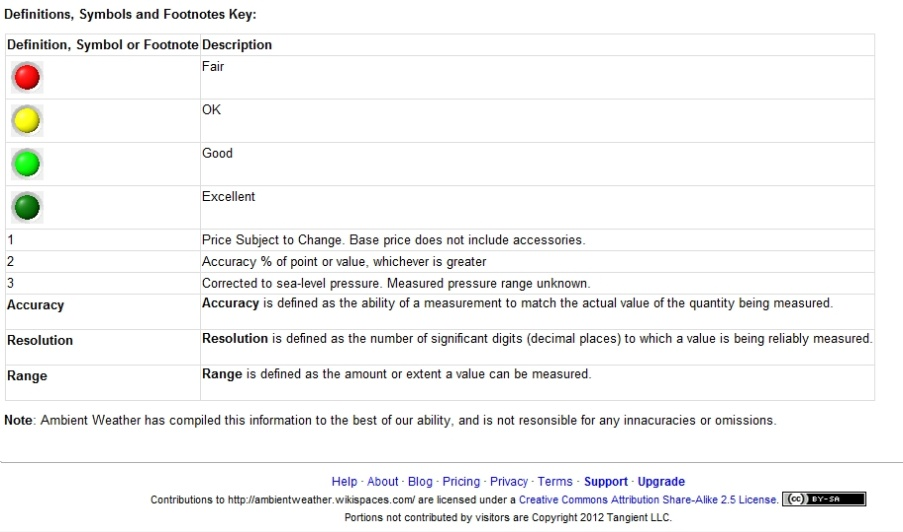 Definitions, Symbols and Footnotes Key:
Definition, Symbol or Footnote Description
Fair
OK
Good
Excellent
1 Price Subject to Change. Base price does not include accessories.
2 Accuracy % of point or value, whichever is greater
3 Corrected to sea-level pressure. Measured pressure range unknown.
Accuracy Accuracy is defined as the ability of a measurement to match the actual value of the quantity being measured.
Resolution Resolution is defined as the number of significant digits (decimal places) to which a value is being reliably measured.
Range Range is defined as the amount or extent a value can be measured.
Note: Ambient Weather has compiled this information to the best of our ability, and is not resonsible for any innacuracies or omissions.
Help · About · Blog · Pricing · Privacy · Terms · Support · Upgrade
Contributions to http://ambientweather.wikispaces.com/ are licensed under a Creative Commons Attribution Share-Alike 2.5 License. (cc) BY-SA
Portions not contributed by visitors are Copyright 2012 Tangient LLC.